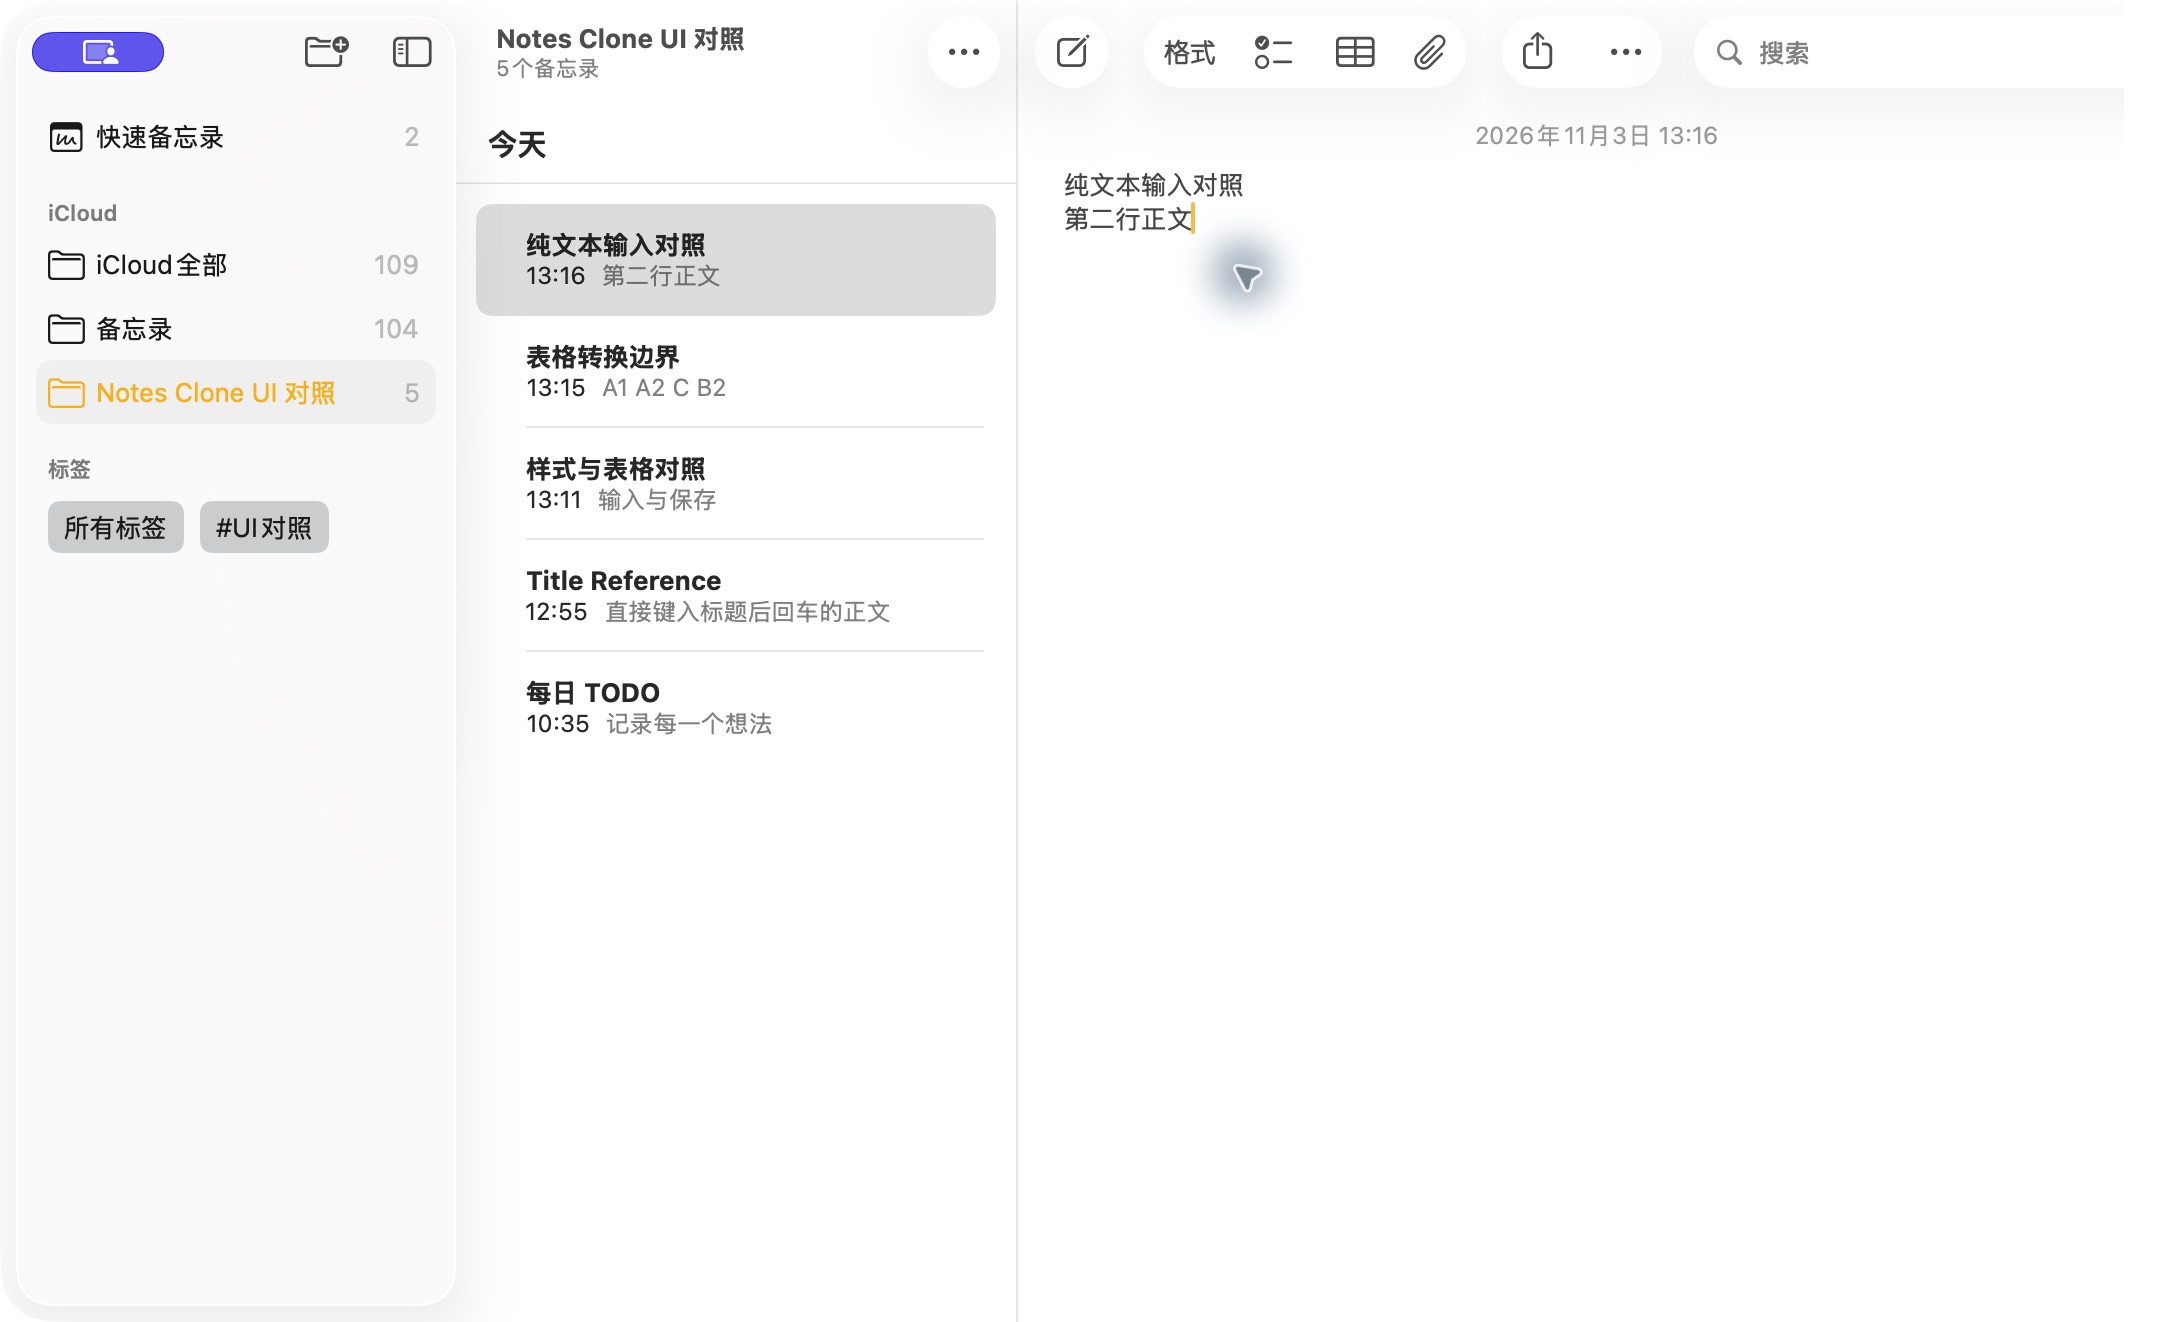 快速备忘录 2
iCloud
iCloud全部 109
备忘录 104
Notes Clone UI 对照 5
标签
所有标签 #UI对照
Notes Clone UI 对照
5个备忘录
今天
纯文本输入对照
13:16 第二行正文
表格转换边界
13:15 A1 A2 C B2
样式与表格对照
13:11 输入与保存
Title Reference
12:55 直接键入标题后回车的正文
每日 TODO
10:35 记录每一个想法
格式 搜索
2026年11月3日 13:16
纯文本输入对照
第二行正文